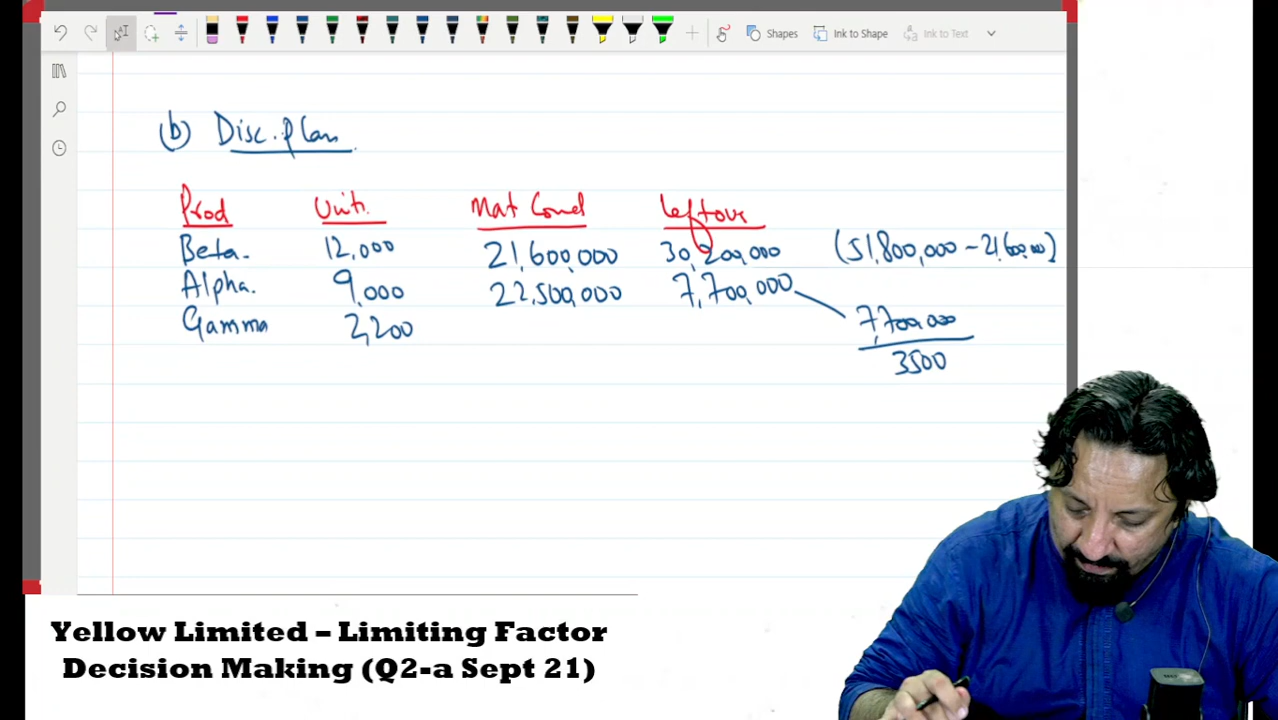 Shapes Ink to Shape Ink to Text
(b) Disc. Plan
Prod Units Mat Cond Leftover
Beta. 12,000 21,600,000 30,200,000 (51,800,000 - 21,600,000)
Alpha. 9,000 22,500,000 7,700,000
Gamma 2,200
7,700,000
3500
Yellow Limited – Limiting Factor
Decision Making (Q2-a Sept 21)